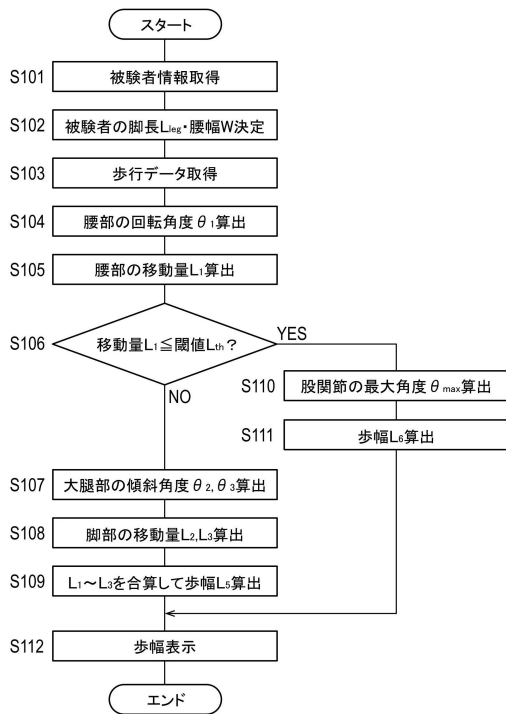 スタート
S101 被験者情報取得
S102 被験者の脚長Lleg・腰幅W決定
S103 歩行データ取得
S104 腰部の回転角度θ1算出
S105 腰部の移動量L1算出
S106 移動量L1≦閾値Lth?
YES
NO
S110 股関節の最大角度θmax算出
S111 歩幅L6算出
S107 大腿部の傾斜角度θ2,θ3算出
S108 脚部の移動量L2,L3算出
S109 L1～L3を合算して歩幅L5算出
S112 歩幅表示
エンド